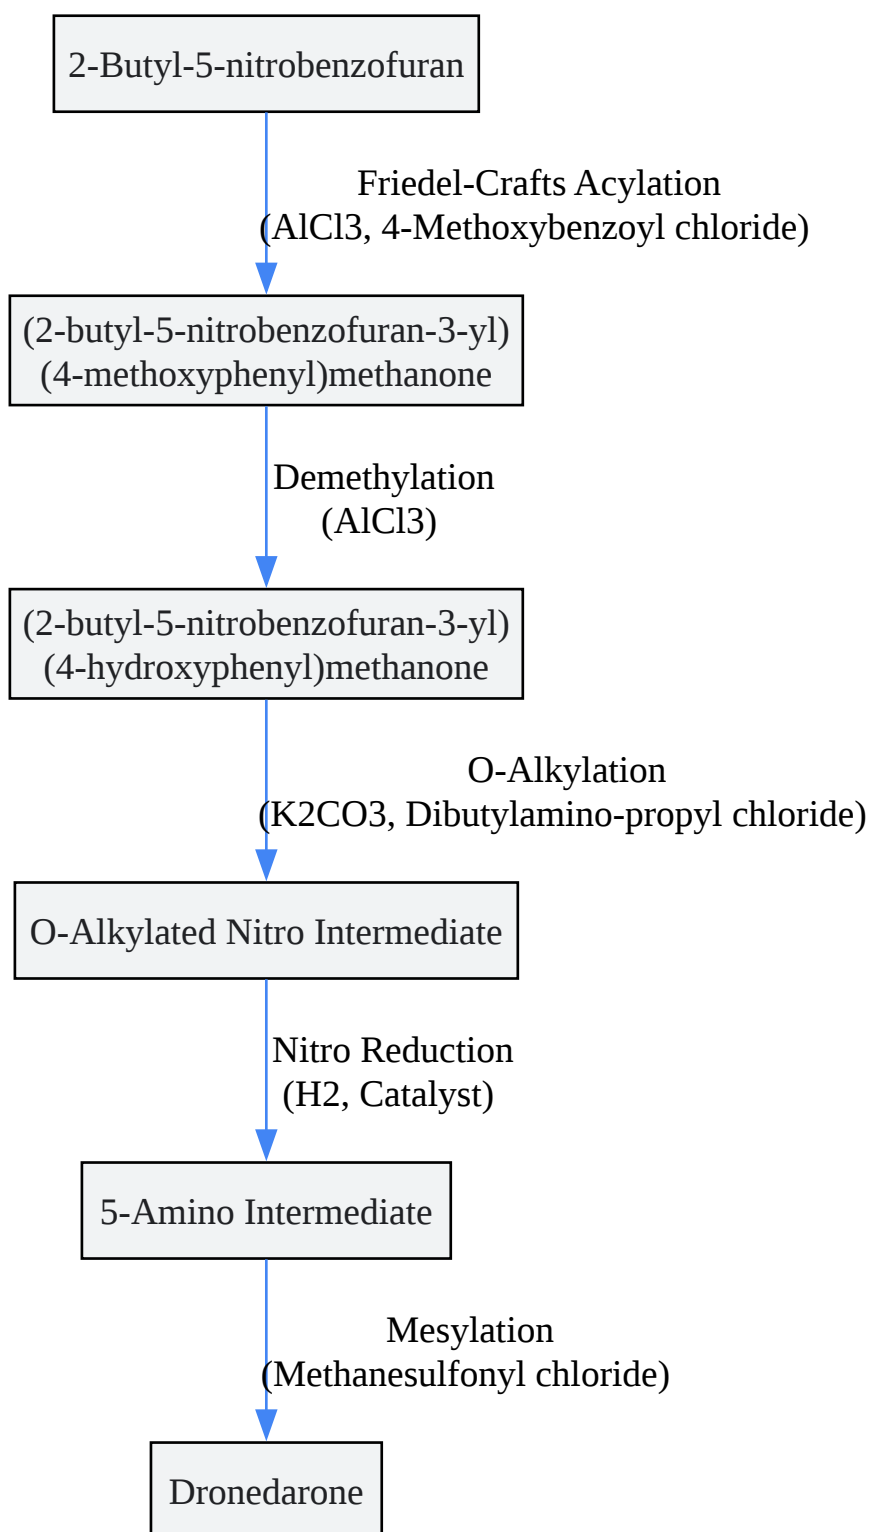 2-Butyl-5-nitrobenzofuran
Friedel-Crafts Acylation
(AlCl3, 4-Methoxybenzoyl chloride)
(2-butyl-5-nitrobenzofuran-3-yl)
(4-methoxyphenyl)methanone
Demethylation
(AlCl3)
(2-butyl-5-nitrobenzofuran-3-yl)
(4-hydroxyphenyl)methanone
O-Alkylation
(K2CO3, Dibutylamino-propyl chloride)
O-Alkylated Nitro Intermediate
Nitro Reduction
(H2, Catalyst)
5-Amino Intermediate
Mesylation
(Methanesulfonyl chloride)
Dronedarone